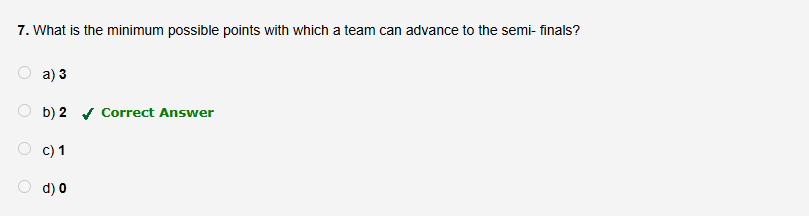 7. What is the minimum possible points with which a team can advance to the semi- finals?
a) 3
b) 2 ✓ Correct Answer
c) 1
d) 0